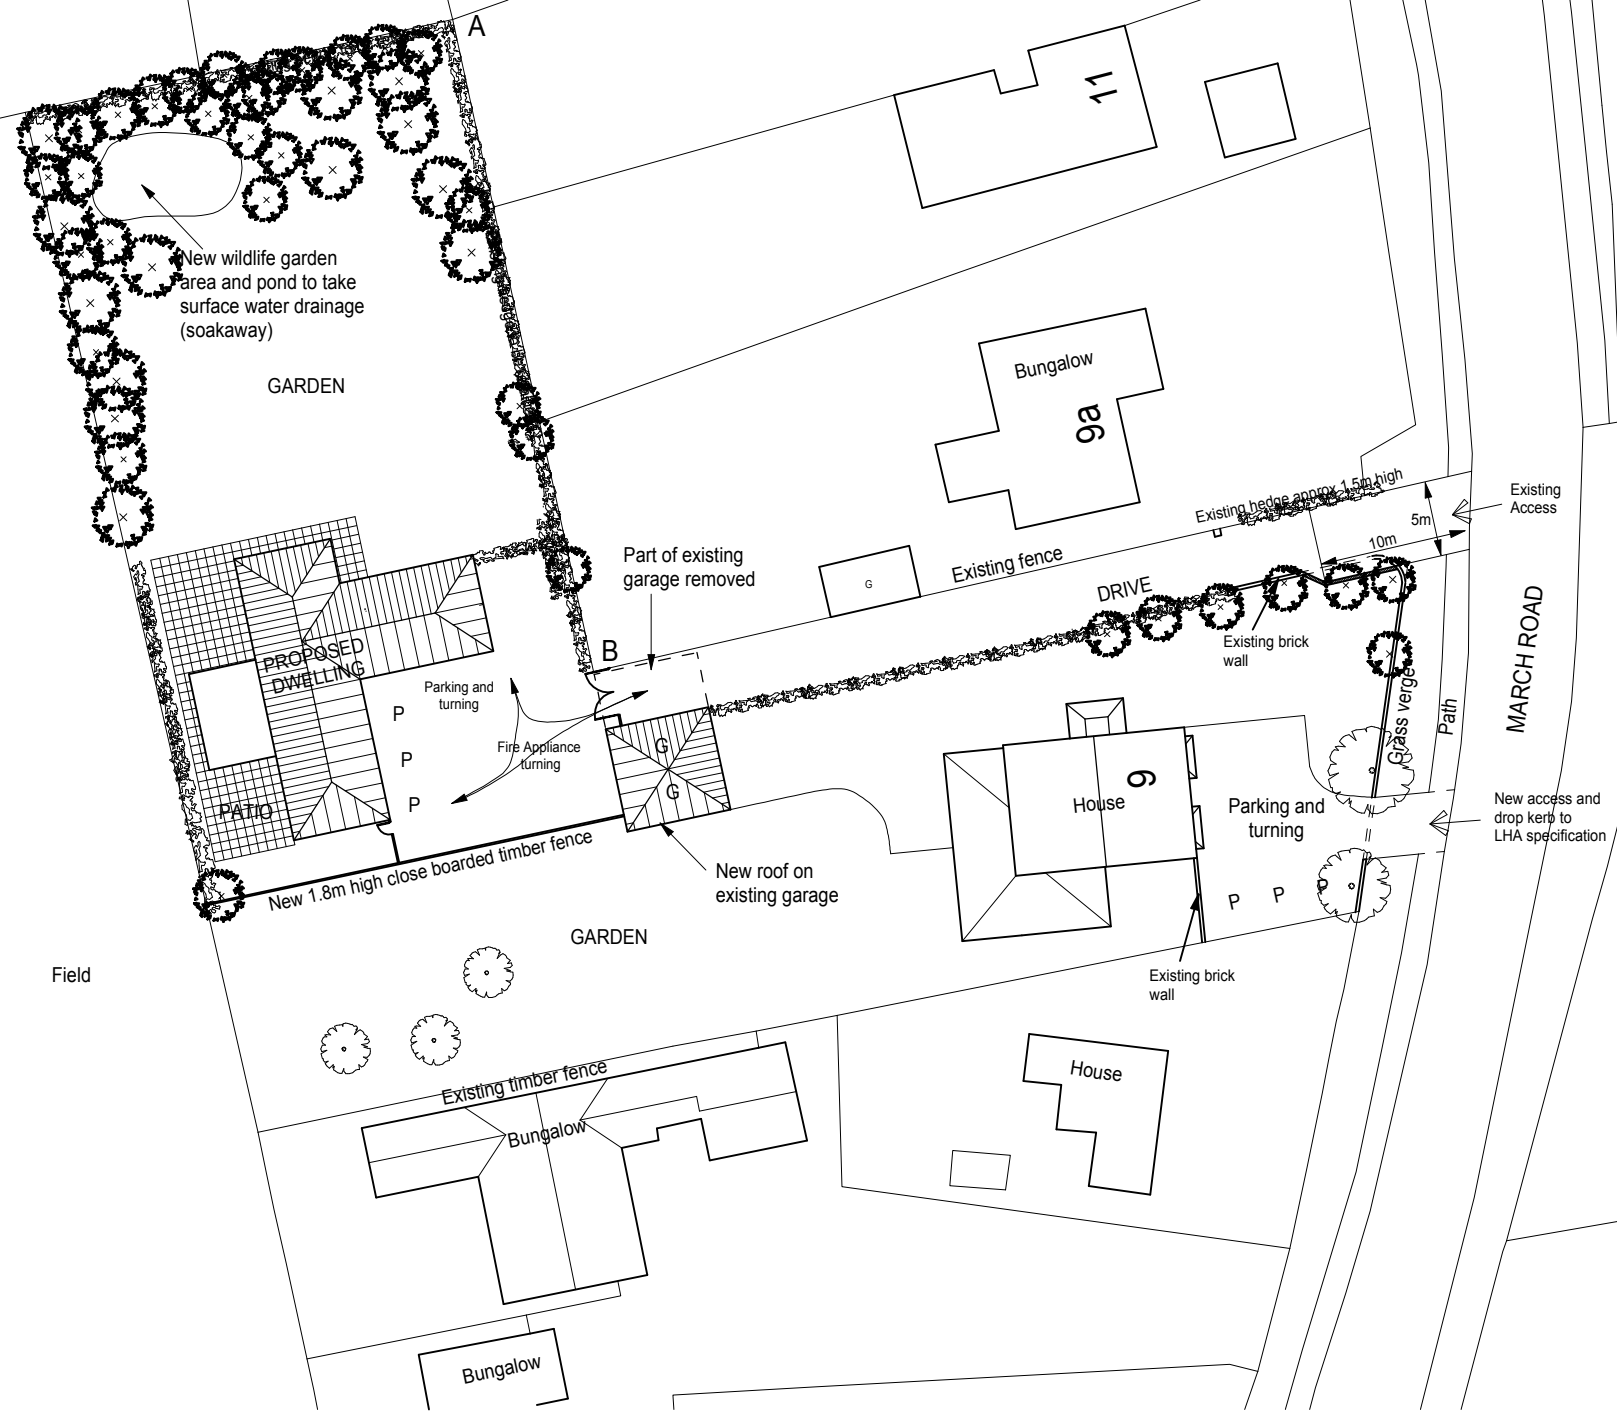 A
11
New wildlife garden
area and pond to take
surface water drainage
(soakaway)
GARDEN
Bungalow
9a
Existing hedge approx 1.5m high
Existing
Access
5m
10m
Part of existing
garage removed
Existing fence
G
DRIVE
MARCH ROAD
Existing brick
wall
B
PROPOSED
DWELLING
Parking and
turning
P
P
P
Fire Appliance
turning
G
G
Grass verge
Path
House
9
Parking and
turning
New access and
drop kerb to
LHA specification
PATIO
New 1.8m high close boarded timber fence
New roof on
existing garage
P P P
GARDEN
Field
Existing brick
wall
Existing timber fence
House
Bungalow
Bungalow